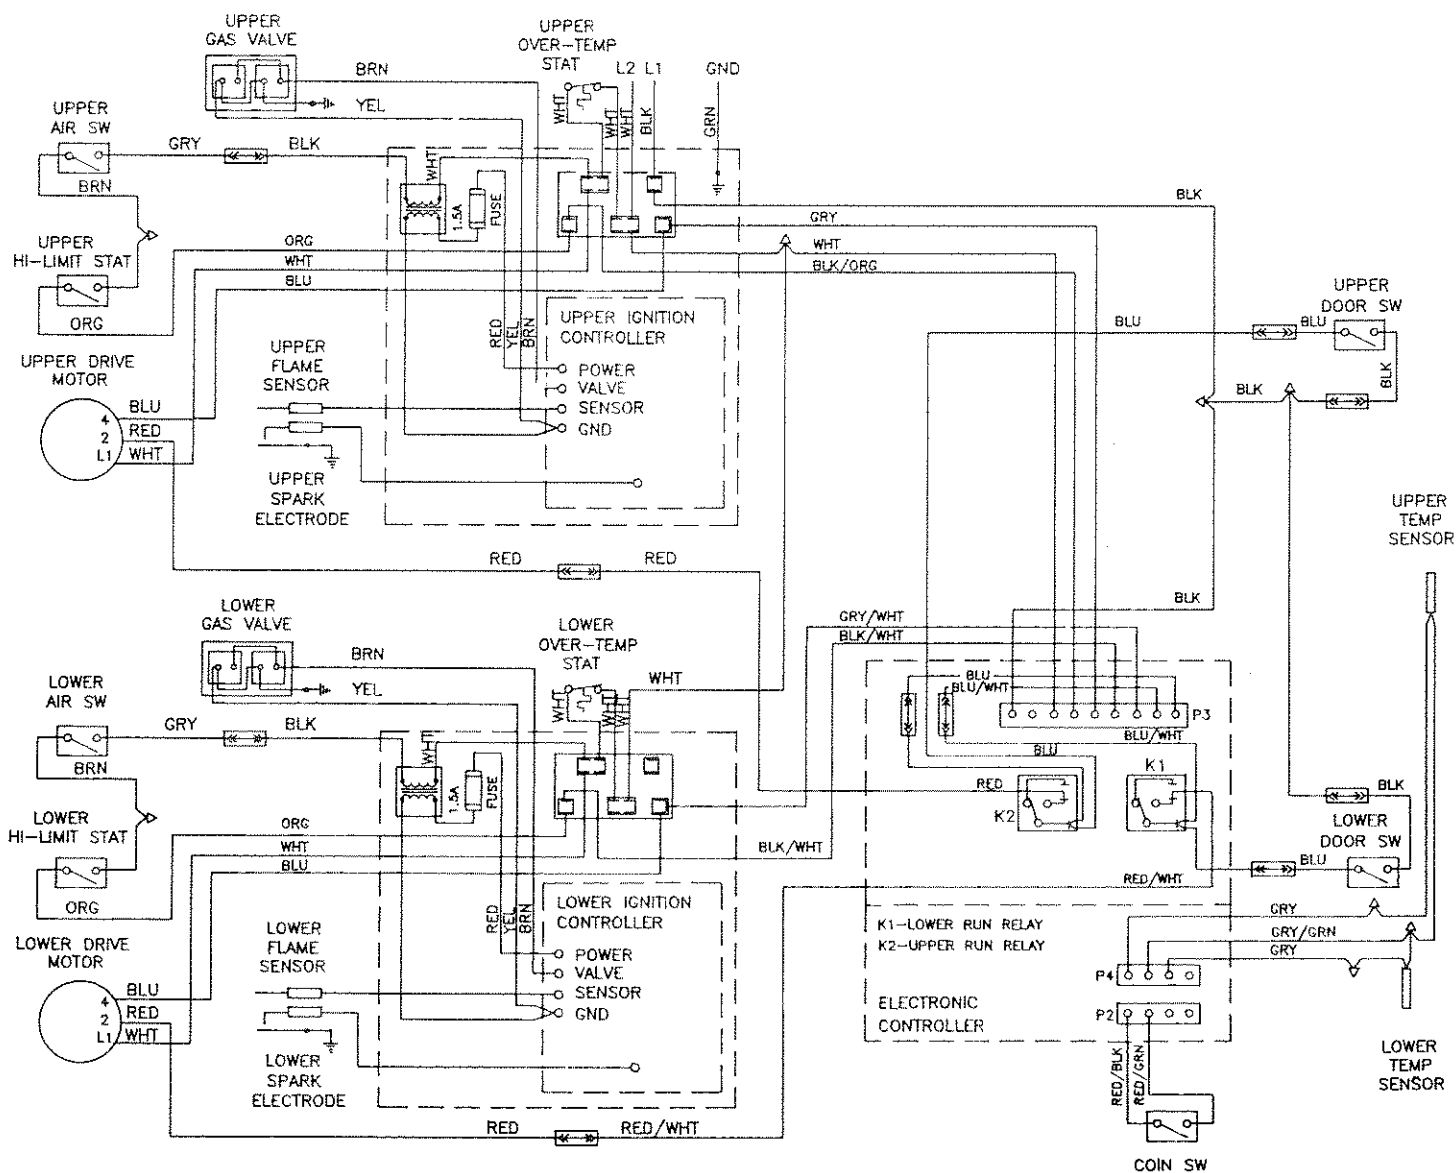 UPPER
GAS VALVE
BRN
YEL
UPPER
OVER-TEMP
STAT
L2
L1
GND
WHT
WHT
WHT
BLK
GRN
UPPER
AIR SW
GRY
BLK
BRN
WHT
1.5A
FUSE
BLK
GRY
WHT
BLK/ORG
UPPER
HI-LIMIT STAT
ORG
ORG
WHT
BLU
RED
YEL
BRN
UPPER IGNITION
CONTROLLER
POWER
VALVE
SENSOR
GND
UPPER
FLAME
SENSOR
UPPER DRIVE
MOTOR
4
2
L1
BLU
RED
WHT
UPPER
SPARK
ELECTRODE
UPPER
DOOR SW
BLU
BLU
BLK
BLK
UPPER
TEMP
SENSOR
RED
RED
BLK
GRY/WHT
BLK/WHT
LOWER
GAS VALVE
BRN
YEL
LOWER
OVER-TEMP
STAT
WHT
WHT
WHT
WHT
LOWER
AIR SW
GRY
BLK
BRN
WHT
1.5A
FUSE
LOWER
HI-LIMIT STAT
ORG
ORG
WHT
BLU
BLK/WHT
RED
YEL
BRN
LOWER IGNITION
CONTROLLER
POWER
VALVE
SENSOR
GND
LOWER
FLAME
SENSOR
LOWER DRIVE
MOTOR
4
2
L1
BLU
RED
WHT
LOWER
SPARK
ELECTRODE
RED
RED/WHT
BLU
BLU/WHT
P3
BLU/WHT
BLU
RED
K2
K1
RED/WHT
BLK
LOWER
DOOR SW
BLU
K1-LOWER RUN RELAY
K2-UPPER RUN RELAY
GRY
GRY/GRN
GRY
P4
P2
ELECTRONIC
CONTROLLER
RED/BLK
RED/GRN
COIN SW
LOWER
TEMP
SENSOR